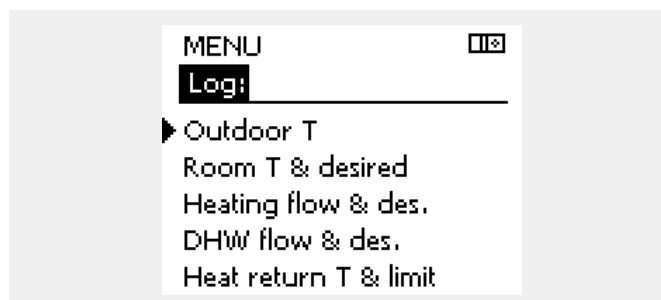 MENU
Log:
Outdoor T
Room T & desired
Heating flow & des.
DHW flow & des.
Heat return T & limit